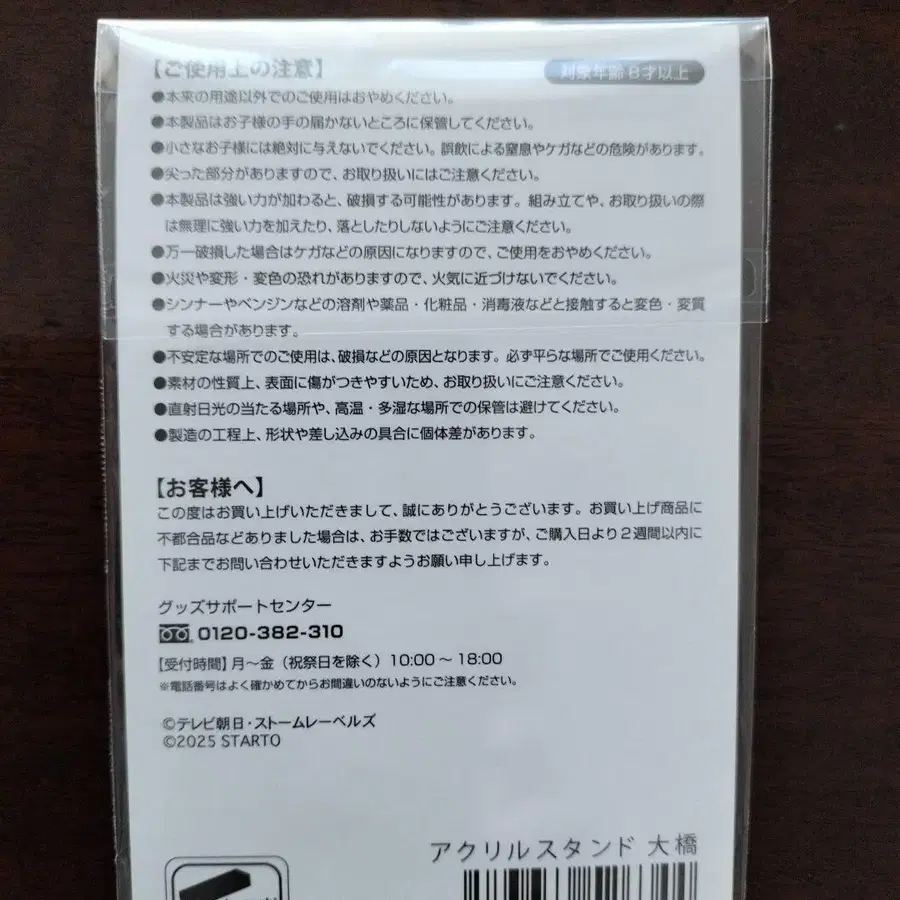 【ご使用上の注意】
対象年齢8才以上
●本来の用途以外でのご使用はおやめください。
●本製品はお子様の手の届かないところに保管してください。
●小さなお子様には絶対に与えないでください。誤飲による窒息やケガなどの危険があります。
●尖った部分がありますので、お取り扱いにはご注意ください。
●本製品は強い力が加わると、破損する可能性があります。組み立てや、お取り扱いの際
は無理に強い力を加えたり、落としたりしないようにご注意ください。
●万一破損した場合はケガなどの原因になりますので、ご使用をおやめください。
●火災や変形・変色の恐れがありますので、火気に近づけないでください。
●シンナーやベンジンなどの溶剤や薬品・化粧品・消毒液などと接触すると変色・変質
する場合があります。
●不安定な場所でのご使用は、破損などの原因となります。必ず平らな場所でご使用ください。
●素材の性質上、表面に傷がつきやすいため、お取り扱いにご注意ください。
●直射日光の当たる場所や、高温・多湿な場所での保管は避けてください。
●製造の工程上、形状や差し込みの具合に個体差があります。
【お客様へ】
この度はお買い上げいただきまして、誠にありがとうございます。お買い上げ商品に
不都合品などありました場合は、お手数ではございますが、ご購入日より2週間以内に
下記までお問い合わせいただきますようお願い申し上げます。
グッズサポートセンター
0120-382-310
【受付時間】月～金（祝祭日を除く）10:00～18:00
※電話番号はよく確かめてからお間違いのないようにご注意ください。
©テレビ朝日・ストームレーベルズ
©2025 STARTO
アクリルスタンド 大橋